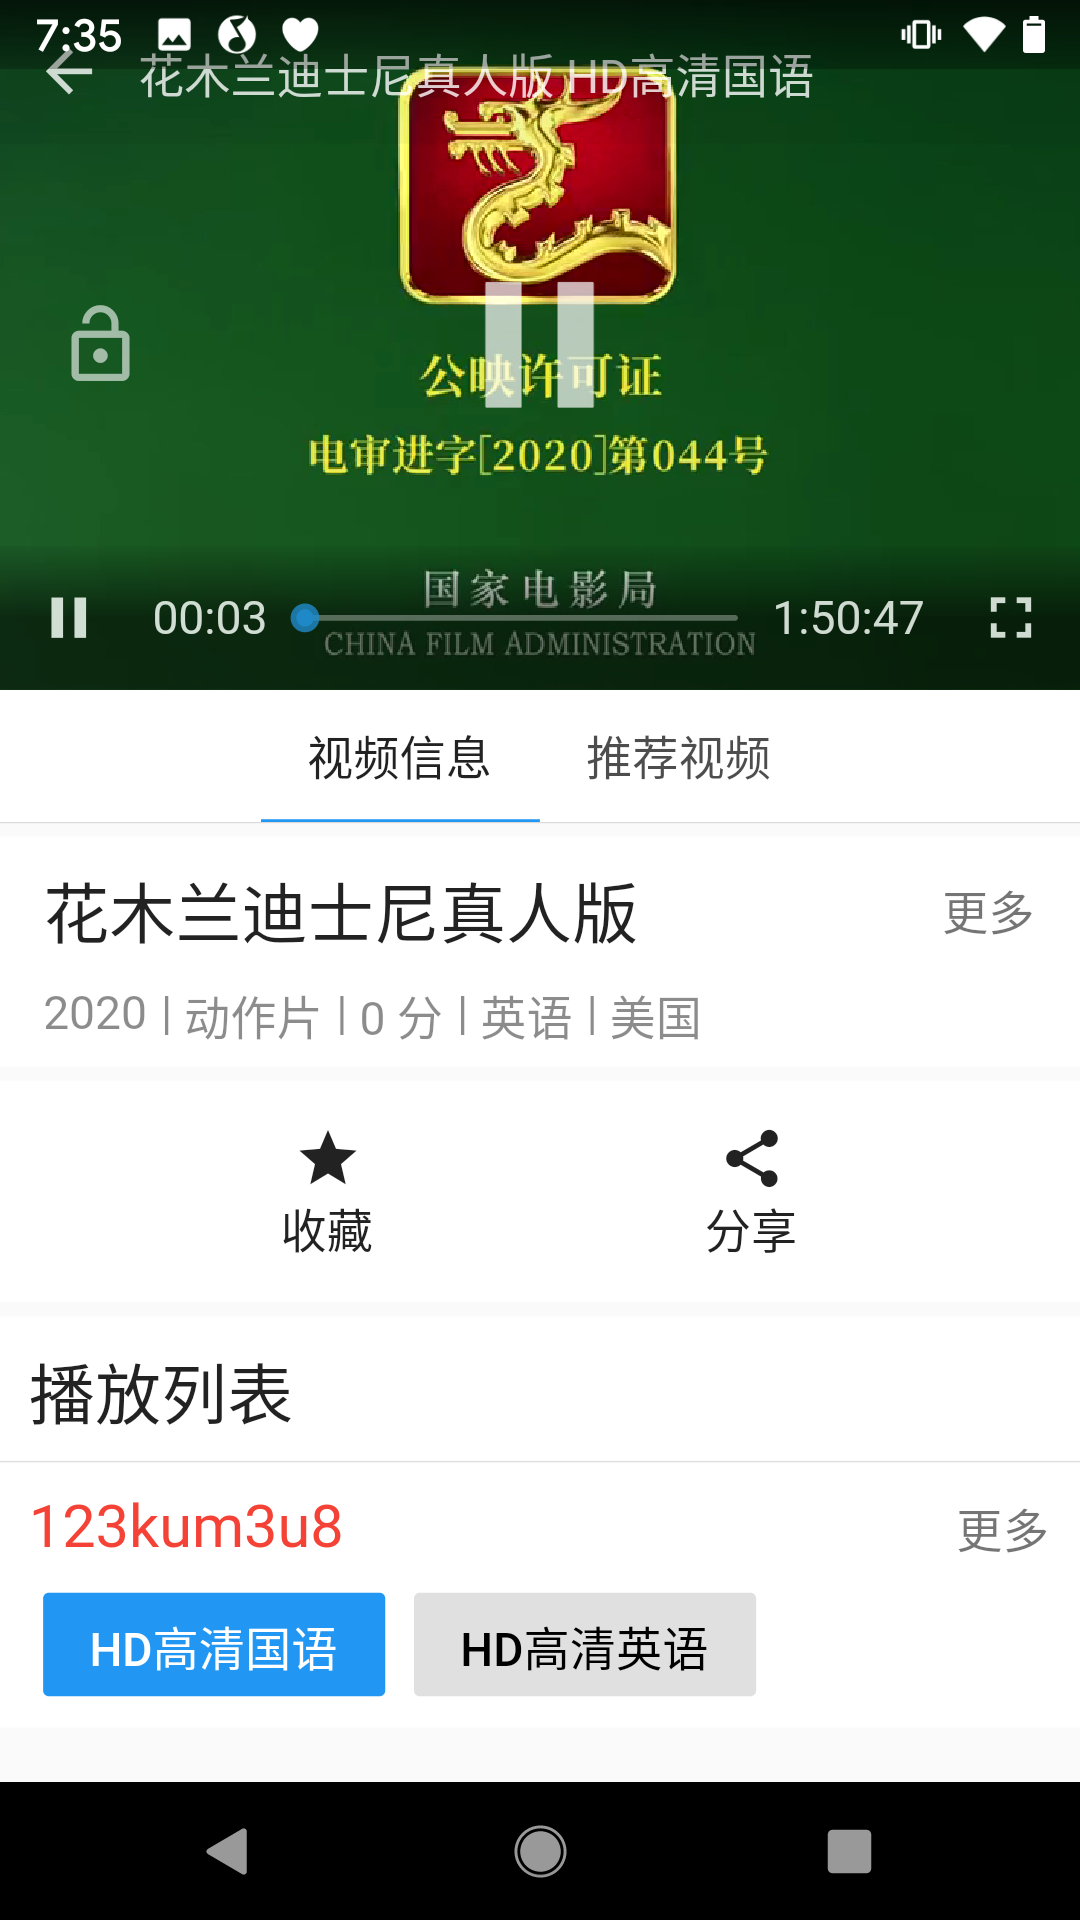 7:35
花木兰迪士尼真人版 HD高清国语
公映许可证
电审进字[2020]第044号
国家电影局
00:03
1:50:47
CHINA FILM ADMINISTRATION
视频信息
推荐视频
花木兰迪士尼真人版
更多
2020 | 动作片 | 0 分 | 英语 | 美国
收藏
分享
播放列表
123kum3u8
更多
HD高清国语
HD高清英语